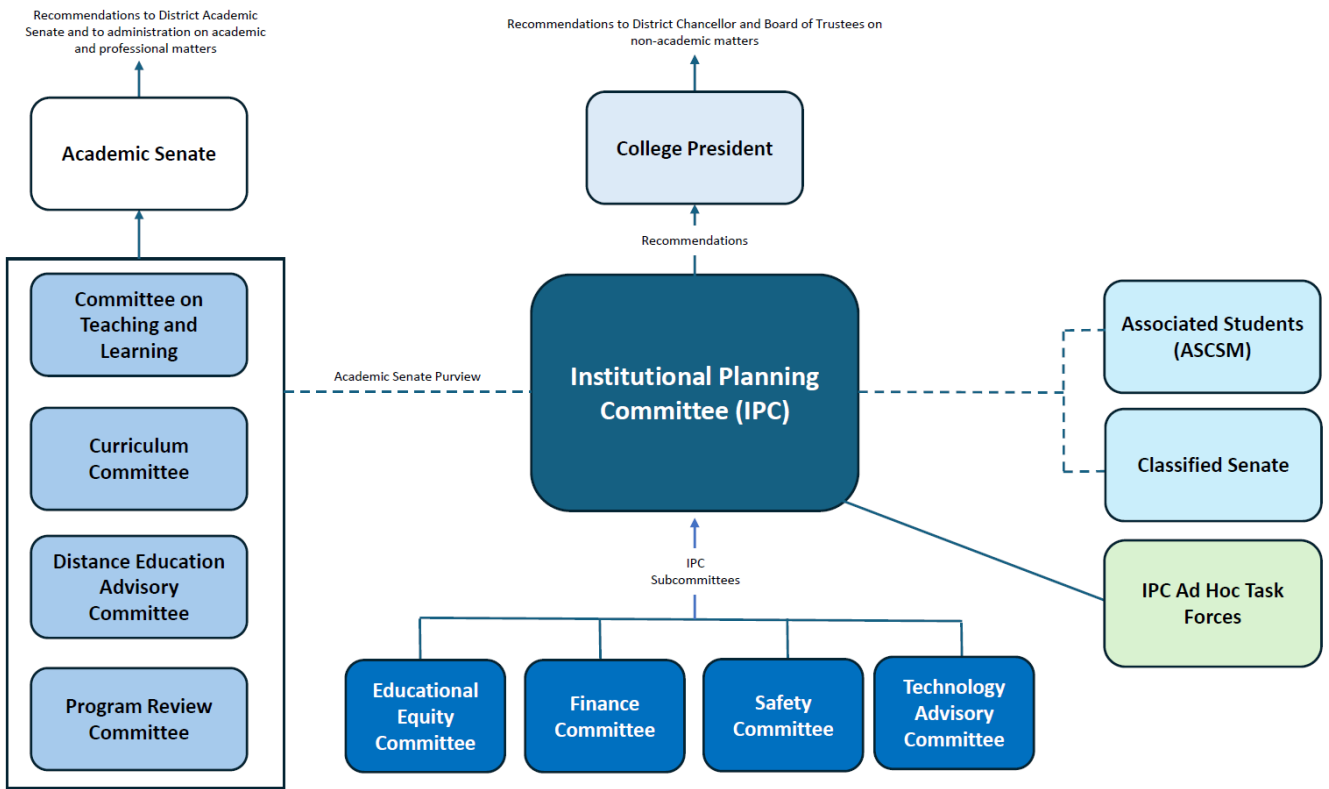 Recommendations to District Academic
Senate and to administration on academic
and professional matters
Recommendations to District Chancellor and Board of Trustees on
non-academic matters
Academic Senate
College President
Recommendations
Committee on
Teaching and
Learning
Curriculum
Committee
Distance Education
Advisory
Committee
Program Review
Committee
Academic Senate Purview
Institutional Planning
Committee (IPC)
Associated Students
(ASCSM)
Classified Senate
IPC Ad Hoc Task
Forces
IPC
Subcommittees
Educational
Equity
Committee
Finance
Committee
Safety
Committee
Technology
Advisory
Committee